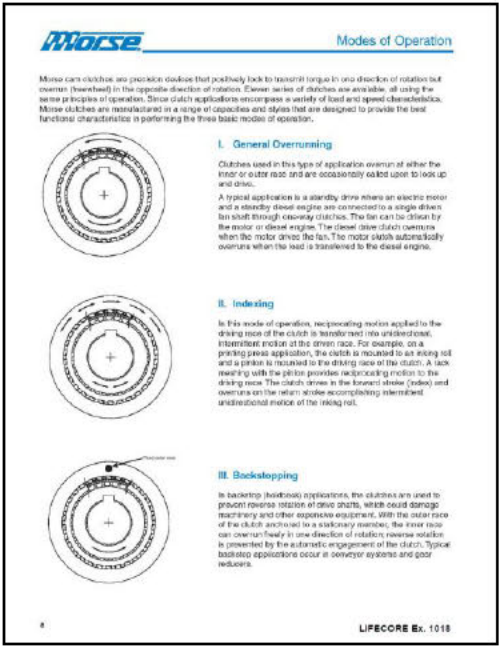 Morse
Modes of Operation
Morse cam clutches are precision devices that positively lock to transmit torque in one direction of rotation but
overrun (freewheel) in the opposite direction of rotation. Eleven series of clutches are available, all using the
same principles of operation. Since clutch applications encompass a variety of load and speed characteristics,
Morse clutches are manufactured in a range of capacities and styles that are designed to provide the best
functional characteristics in performing the three basic modes of operation.
I. General Overrunning
Clutches used in this type of application overrun at either the
inner or outer race and are occasionally called upon to lock up
and drive.
A typical application is a standby drive where an electric motor
and a standby diesel engine are connected to a single driven
fan shaft through one-way clutches. The fan can be driven by
the motor or diesel engine. The diesel drive clutch overruns
when the motor drives the fan. The motor clutch automatically
overruns when the load is transferred to the diesel engine.
II. Indexing
In this mode of operation, reciprocating motion applied to the
driving race of the clutch is transformed into unidirectional,
intermittent motion of the driven race. For example, on a
printing press application, the clutch is mounted to an inking roll
and a pinion is mounted to the driving race of the clutch. A rack
meshing with the pinion provides reciprocating motion to the
driving race. The clutch drives in the forward stroke (index) and
overruns on the return stroke accomplishing intermittent
unidirectional motion of the inking roll.
III. Backstopping
In backstop (holdback) applications, the clutches are used to
prevent reverse rotation of drive shafts, which could damage
machinery and other expensive equipment. With the outer race
of the clutch anchored to a stationary member, the inner race
can overrun freely in one direction of rotation; reverse rotation
is prevented by the automatic engagement of the clutch. Typical
backstop applications occur in conveyor systems and gear
reducers.
LIFECORE Ex. 1018